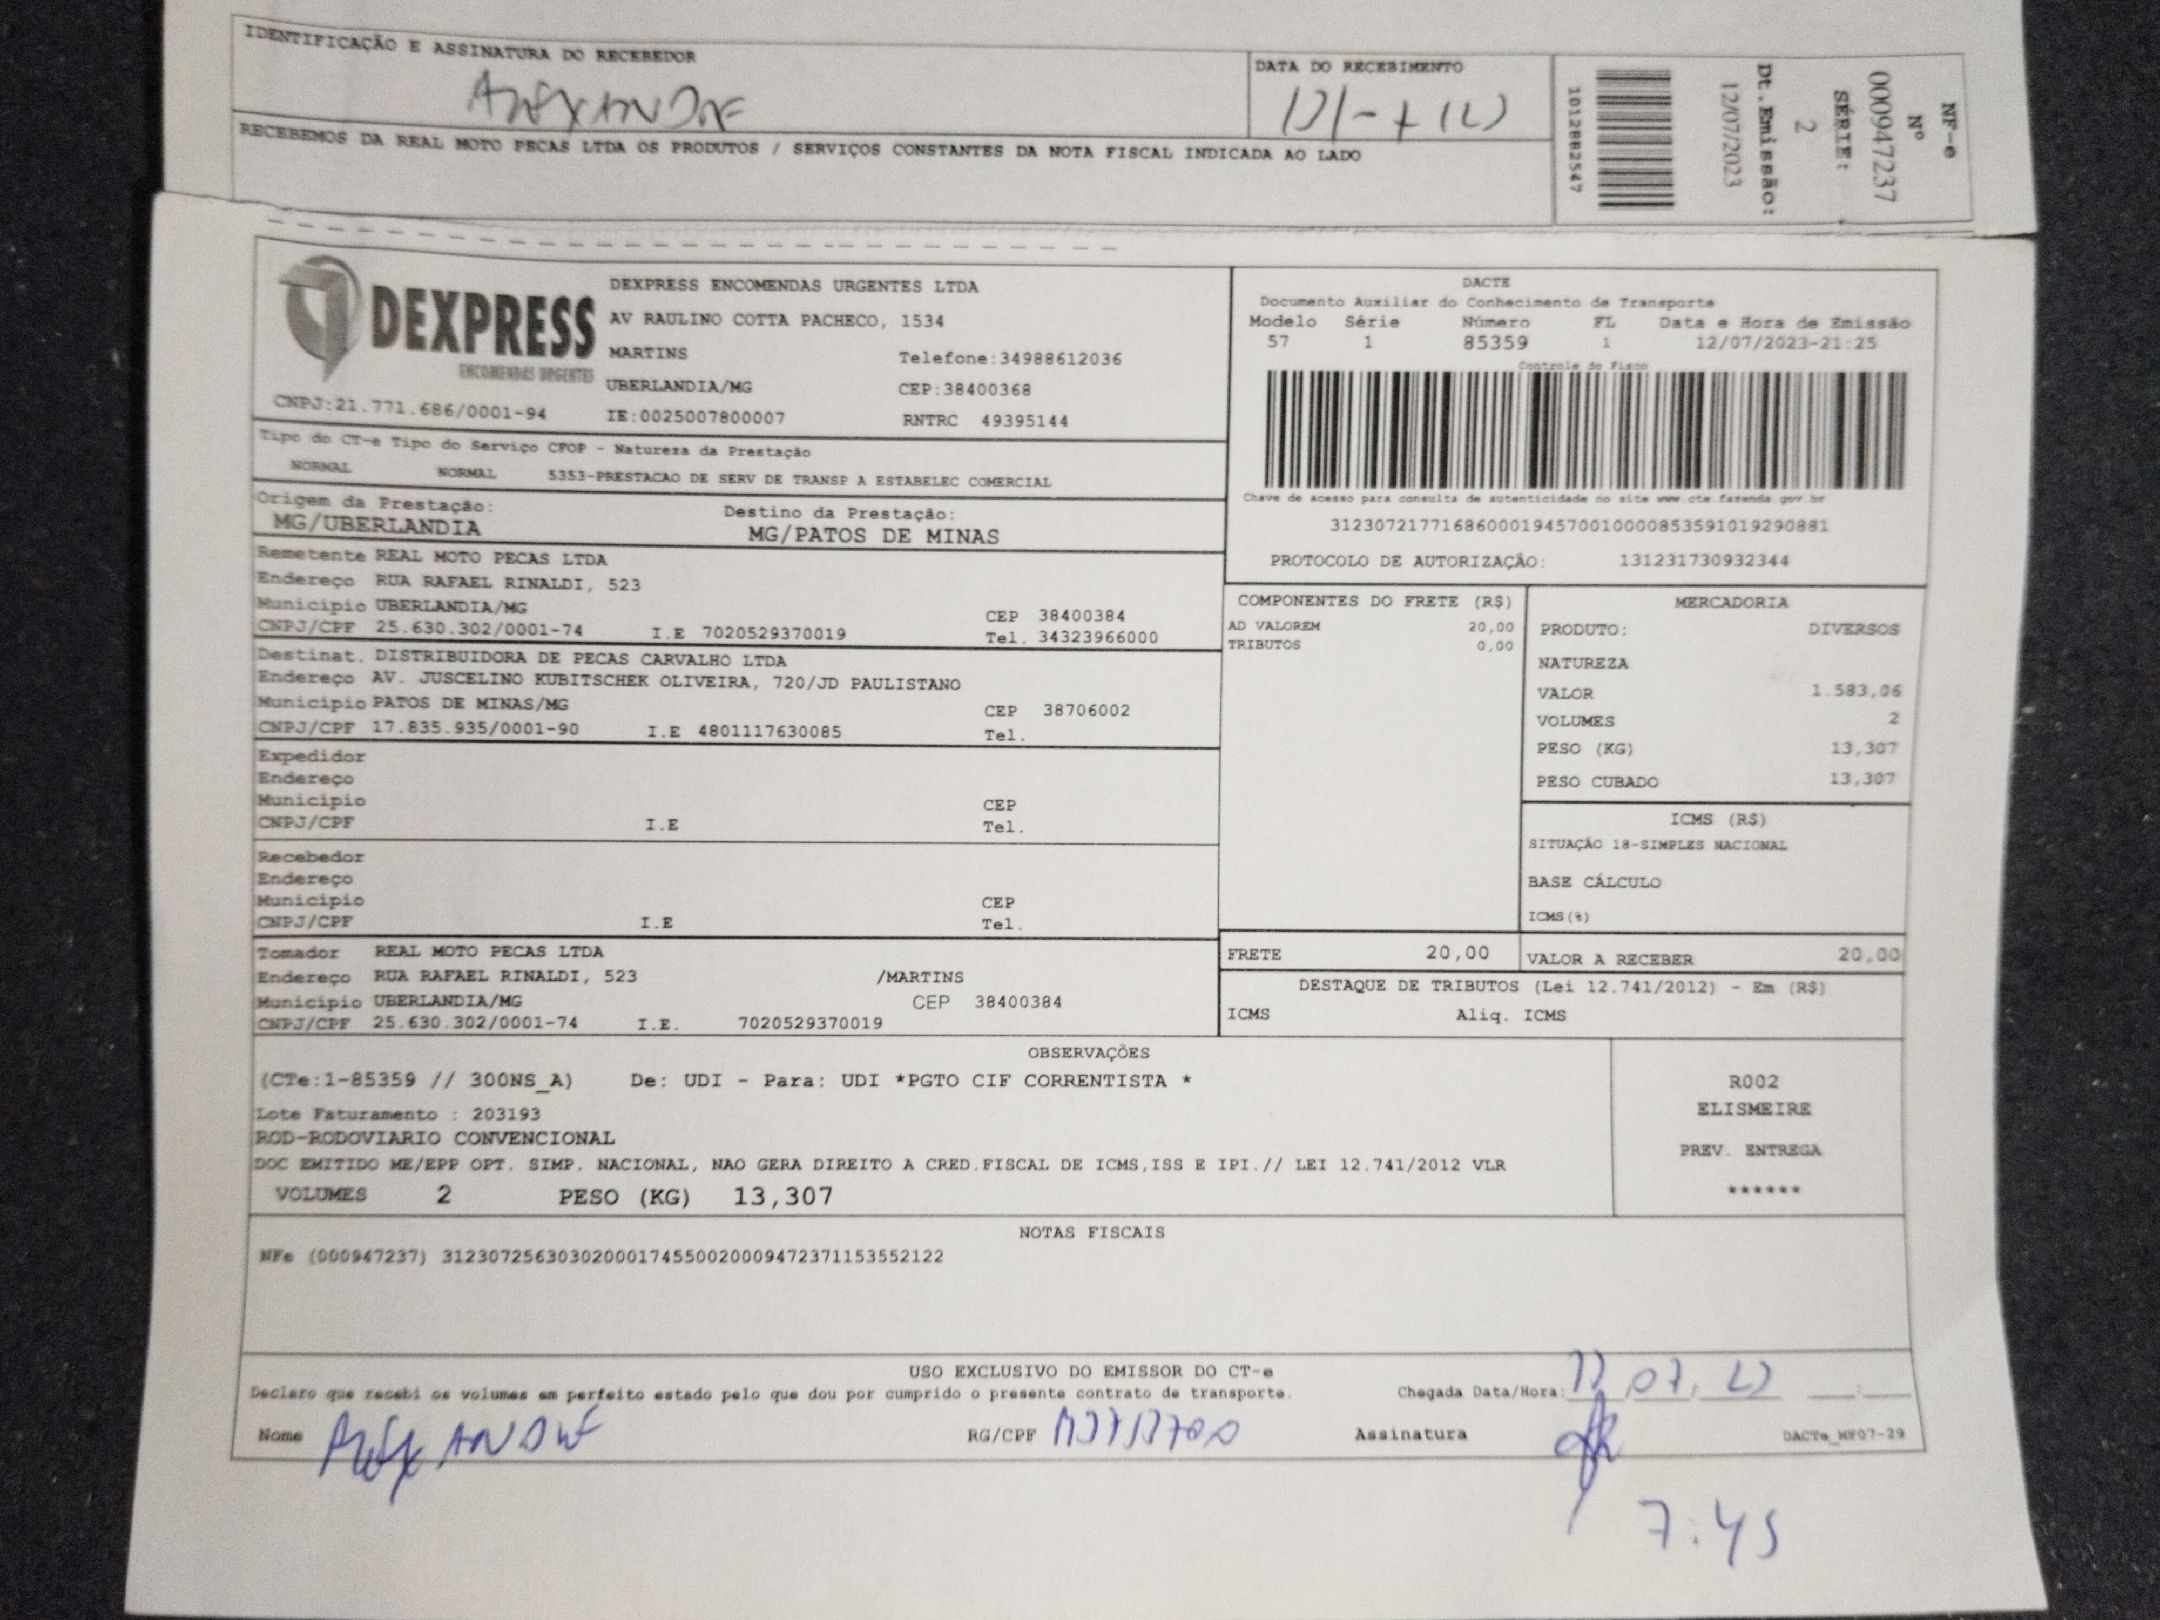 IDENTIFICAÇÃO E ASSINATURA DO RECEBEDOR
ALEXANDRE
DATA DO RECEBIMENTO
RECEBEMOS DA REAL MOTO PECAS LTDA OS PRODUTOS / SERVIÇOS CONSTANTES DA NOTA FISCAL INDICADA AO LADO
NF-e
Nº
000947237
SÉRIE:
2
Dt.Emissão:
12/07/2023
1012882547
DEXPRESS
ENCOMENDAS URGENTES
CNPJ:21.771.686/0001-94
DEXPRESS ENCOMENDAS URGENTES LTDA
AV RAULINO COTTA PACHECO, 1534
MARTINS Telefone:34988612036
UBERLANDIA/MG CEP:38400368
IE:0025007800007 RNTRC 49395144
DACTE
Documento Auxiliar do Conhecimento de Transporte
Modelo Série Número FL Data e Hora de Emissão
57 1 85359 1 12/07/2023-21:25
Controle do Fisco
Chave de acesso para consulta de autenticidade no site www.cte.fazenda.gov.br
31230721771686000194570010000853591019290881
PROTOCOLO DE AUTORIZAÇÃO: 131231730932344
Tipo do CT-e Tipo do Serviço CFOP - Natureza da Prestação
NORMAL NORMAL 5353-PRESTACAO DE SERV DE TRANSP A ESTABELEC COMERCIAL
Origem da Prestação: Destino da Prestação:
MG/UBERLANDIA MG/PATOS DE MINAS
Remetente REAL MOTO PECAS LTDA
Endereço RUA RAFAEL RINALDI, 523
Município UBERLANDIA/MG CEP 38400384
CNPJ/CPF 25.630.302/0001-74 I.E 7020529370019 Tel. 34323966000
Destinat. DISTRIBUIDORA DE PECAS CARVALHO LTDA
Endereço AV. JUSCELINO KUBITSCHEK OLIVEIRA, 720/JD PAULISTANO
Município PATOS DE MINAS/MG CEP 38706002
CNPJ/CPF 17.835.935/0001-90 I.E 4801117630085 Tel.
Expedidor
Endereço
Município CEP
CNPJ/CPF I.E Tel.
Recebedor
Endereço
Município CEP
CNPJ/CPF I.E Tel.
Tomador REAL MOTO PECAS LTDA
Endereço RUA RAFAEL RINALDI, 523 /MARTINS
Município UBERLANDIA/MG CEP 38400384
CNPJ/CPF 25.630.302/0001-74 I.E. 7020529370019
COMPONENTES DO FRETE (R$)
AD VALOREM 20,00
TRIBUTOS 0,00
MERCADORIA
PRODUTO: DIVERSOS
NATUREZA
VALOR 1.583,06
VOLUMES 2
PESO (KG) 13,307
PESO CUBADO 13,307
ICMS (R$)
SITUAÇÃO 18-SIMPLES NACIONAL
BASE CÁLCULO
ICMS(%)
FRETE 20,00 VALOR A RECEBER 20,00
DESTAQUE DE TRIBUTOS (Lei 12.741/2012) - Em (R$)
ICMS Aliq. ICMS
OBSERVAÇÕES
(CTe:1-85359 // 300NS_A) De: UDI - Para: UDI *PGTO CIF CORRENTISTA *
Lote Faturamento : 203193
ROD-RODOVIARIO CONVENCIONAL
DOC EMITIDO ME/EPP OPT. SIMP. NACIONAL, NAO GERA DIREITO A CRED.FISCAL DE ICMS,ISS E IPI.// LEI 12.741/2012 VLR
VOLUMES 2 PESO (KG) 13,307
R002
ELISMEIRE
PREV. ENTREGA
******
NOTAS FISCAIS
NFe (000947237) 31230725630302000174550020009472371153552122
USO EXCLUSIVO DO EMISSOR DO CT-e
Declaro que recebi os volumes em perfeito estado pelo que dou por cumprido o presente contrato de transporte. Chegada Data/Hora:
Nome ALEXANDRE RG/CPF Assinatura DACTe_MF07-29
7:45